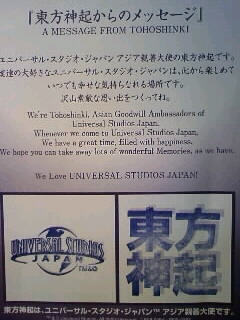 『東方神起からのメッセージ』
A MESSAGE FROM TOHOSHINKI
ユニバーサル・スタジオ・ジャパン アジア親善大使の東方神起です。
僕達の大好きなユニバーサル・スタジオ・ジャパンは、心から楽しめて
いつでも幸せな気持ちなれる場所です。
沢山素敵な思い出をつくってね。
We're Tohoshinki, Asian Goodwill Ambassadors of
Universal Studios Japan.
Whenever we come to Universal Studios Japan,
We have a great time, filled with happiness.
We hope you can take away lots of wonderful Memories, as we have.
We Love UNIVERSAL STUDIOS JAPAN!
UNIVERSAL STUDIOS
JAPAN
TM&©
東方
神起
東方神起は、ユニバーサル・スタジオ・ジャパン™ アジア親善大使です。